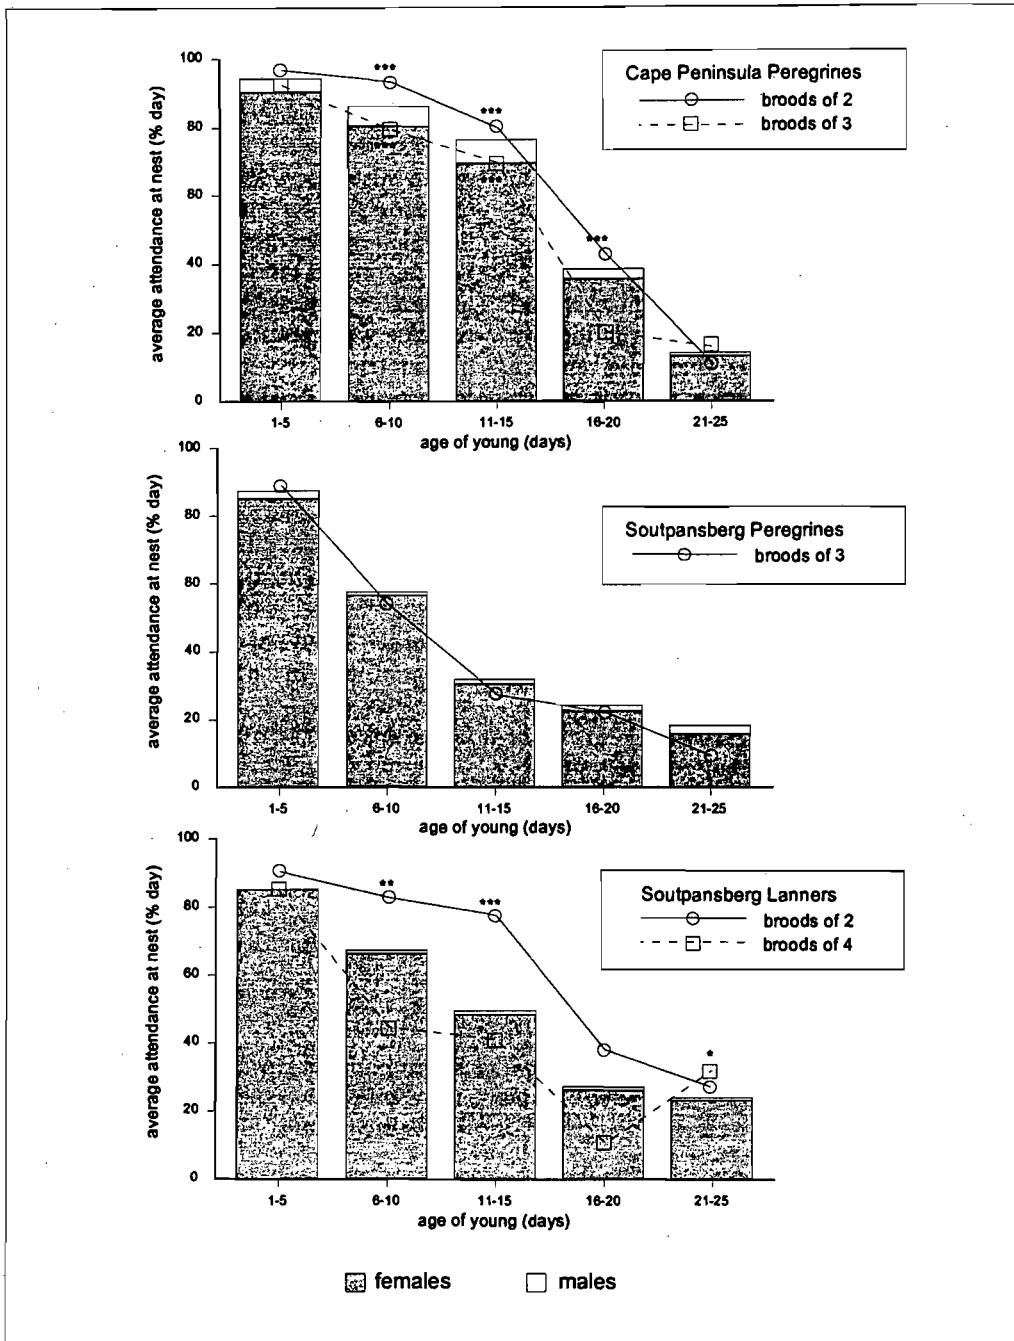 100
80
60
40
20
0
average attendance at nest (% day)
***
***
***
***
***
Cape Peninsula Peregrines
broods of 2
broods of 3
1-5 6-10 11-15 16-20 21-25
age of young (days)
100
80
60
40
20
0
average attendance at nest (% day)
Soutpansberg Peregrines
broods of 3
1-5 6-10 11-15 16-20 21-25
age of young (days)
100
80
60
40
20
0
average attendance at nest (% day)
**
***
*
Soutpansberg Lanners
broods of 2
broods of 4
1-5 6-10 11-15 16-20 21-25
age of young (days)
females males